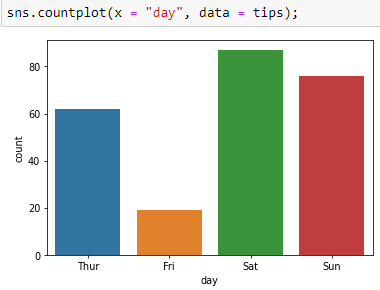 sns.countplot(x = "day", data = tips);
80
60
40
20
0
count
Thur Fri Sat Sun
day